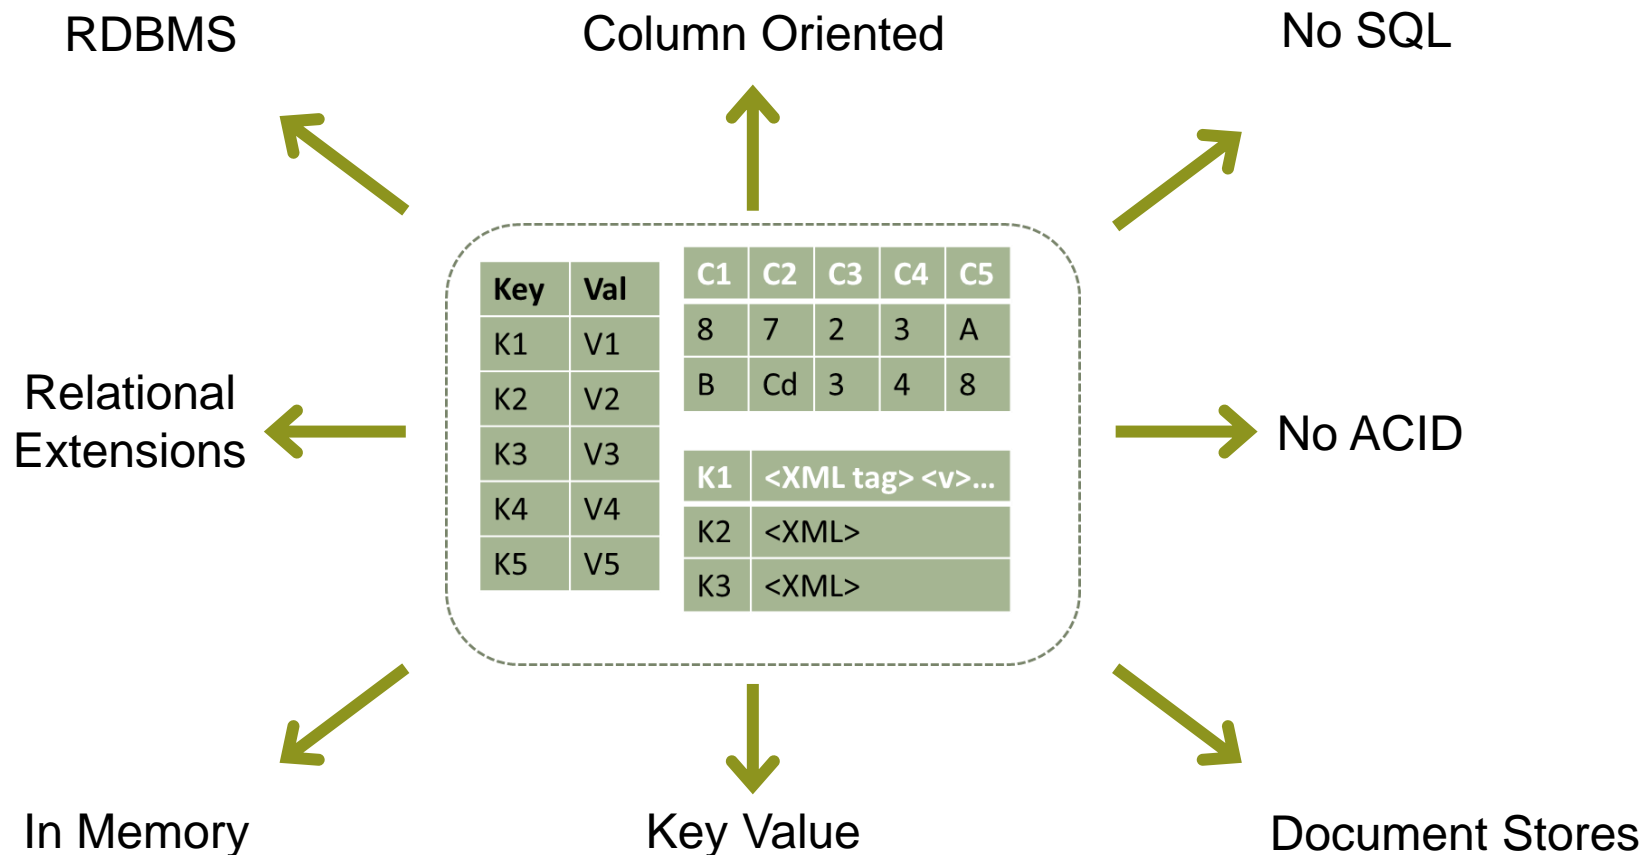 RDBMS
Column Oriented
No SQL
Key Val
K1 V1
K2 V2
K3 V3
K4 V4
K5 V5
C1 C2 C3 C4 C5
8 7 2 3 A
B Cd 3 4 8
K1 <XML tag> <v>...
K2 <XML>
K3 <XML>
Relational
Extensions
No ACID
In Memory
Key Value
Document Stores